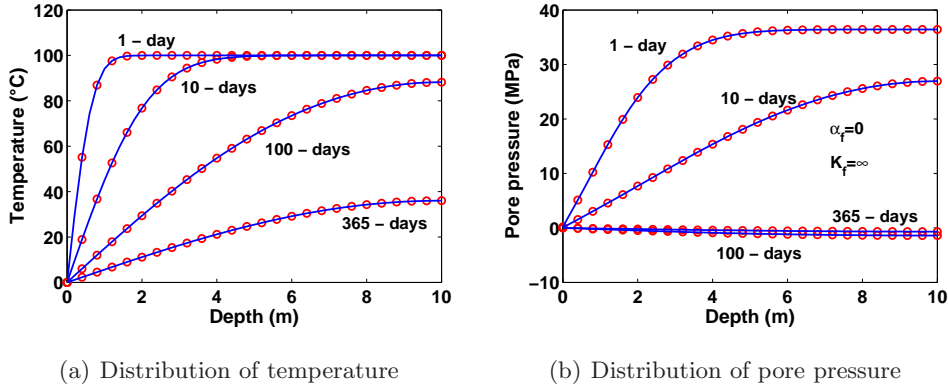 120
100
80
60
40
20
0
Temperature (°C)
1 – day
10 – days
100 – days
365 – days
0
2
4
6
8
10
Depth (m)
(a) Distribution of temperature
40
30
20
10
0
−10
Pore pressure (MPa)
1 – day
10 – days
α_f=0
K_f=∞
365 – days
100 – days
0
2
4
6
8
10
Depth (m)
(b) Distribution of pore pressure